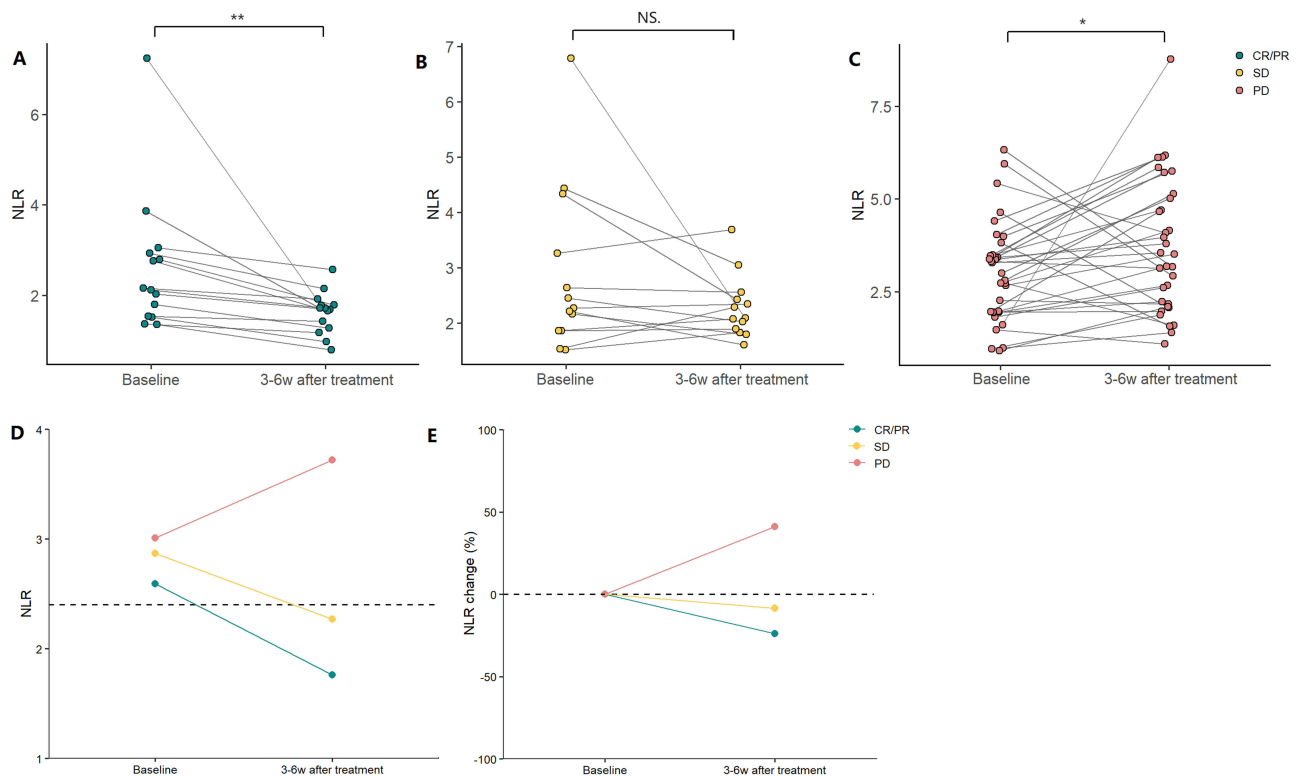 A
**
NLR
6
4
2
Baseline
3-6w after treatment
B
NS.
NLR
7
6
5
4
3
2
Baseline
3-6w after treatment
C
*
NLR
7.5
5.0
2.5
Baseline
3-6w after treatment
CR/PR
SD
PD
D
NLR
4
3
2
1
Baseline
3-6w after treatment
E
NLR change (%)
100
50
0
-50
-100
Baseline
3-6w after treatment
CR/PR
SD
PD